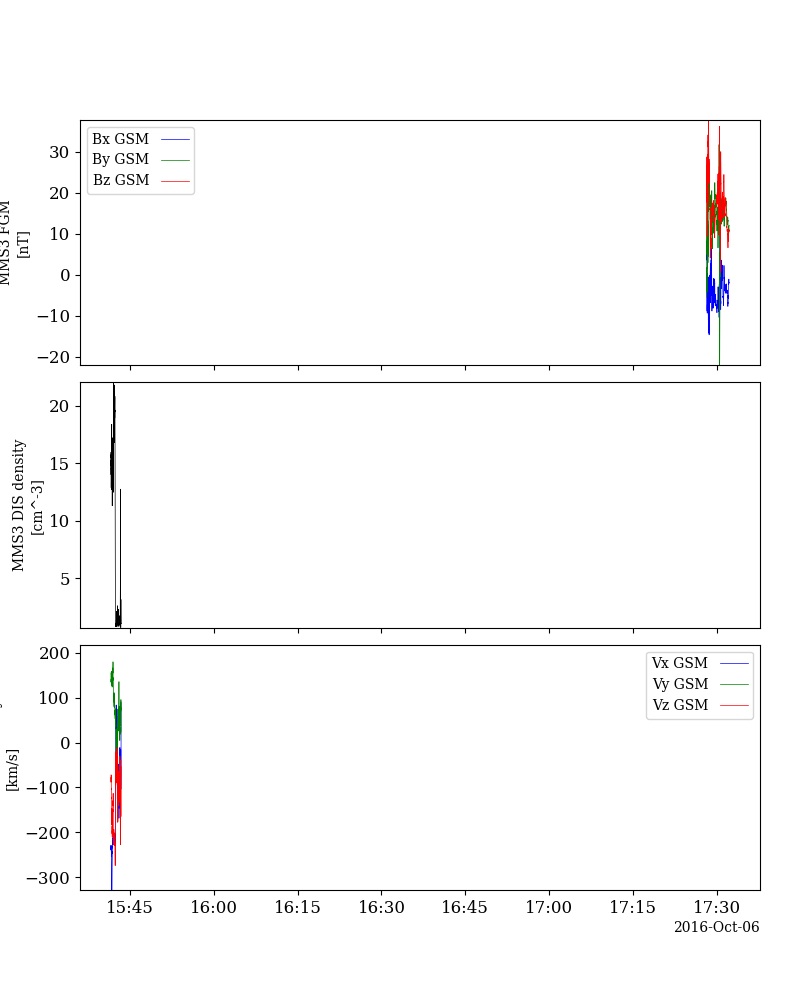 Bx GSM
By GSM
Bz GSM
30
20
10
0
−10
−20
MMS3 FGM
[nT]
20
15
10
5
MMS3 DIS density
[cm^-3]
Vx GSM
Vy GSM
Vz GSM
200
100
0
−100
−200
−300
[km/s]
15:45 16:00 16:15 16:30 16:45 17:00 17:15 17:30
2016-Oct-06